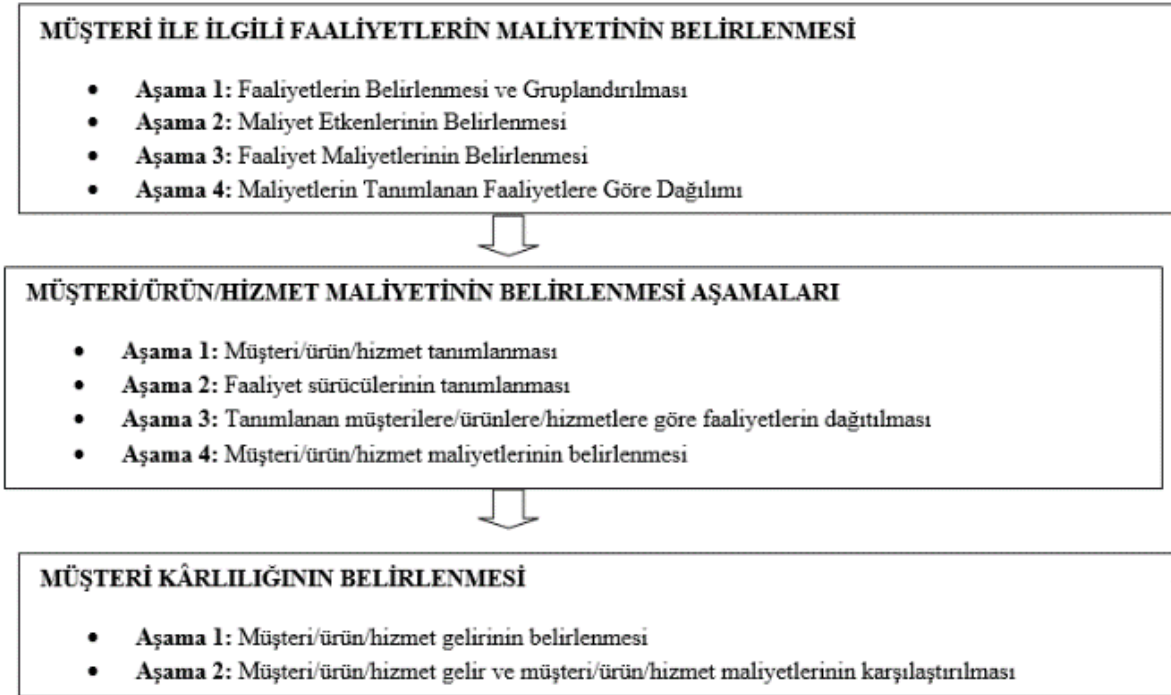 MÜŞTERİ İLE İLGİLİ FAALİYETLERİN MALİYETİNİN BELİRLENMESİ
• Aşama 1: Faaliyetlerin Belirlenmesi ve Gruplandırılması
• Aşama 2: Maliyet Etkenlerinin Belirlenmesi
• Aşama 3: Faaliyet Maliyetlerinin Belirlenmesi
• Aşama 4: Maliyetlerin Tanımlanan Faaliyetlere Göre Dağılımı
MÜŞTERİ/ÜRÜN/HİZMET MALİYETİNİN BELİRLENMESİ AŞAMALARI
• Aşama 1: Müşteri/ürün/hizmet tanımlanması
• Aşama 2: Faaliyet sürücülerinin tanımlanması
• Aşama 3: Tanımlanan müşterilere/ürünlere/hizmetlere göre faaliyetlerin dağıtılması
• Aşama 4: Müşteri/ürün/hizmet maliyetlerinin belirlenmesi
MÜŞTERİ KÂRLILIĞININ BELİRLENMESİ
• Aşama 1: Müşteri/ürün/hizmet gelirinin belirlenmesi
• Aşama 2: Müşteri/ürün/hizmet gelir ve müşteri/ürün/hizmet maliyetlerinin karşılaştırılması